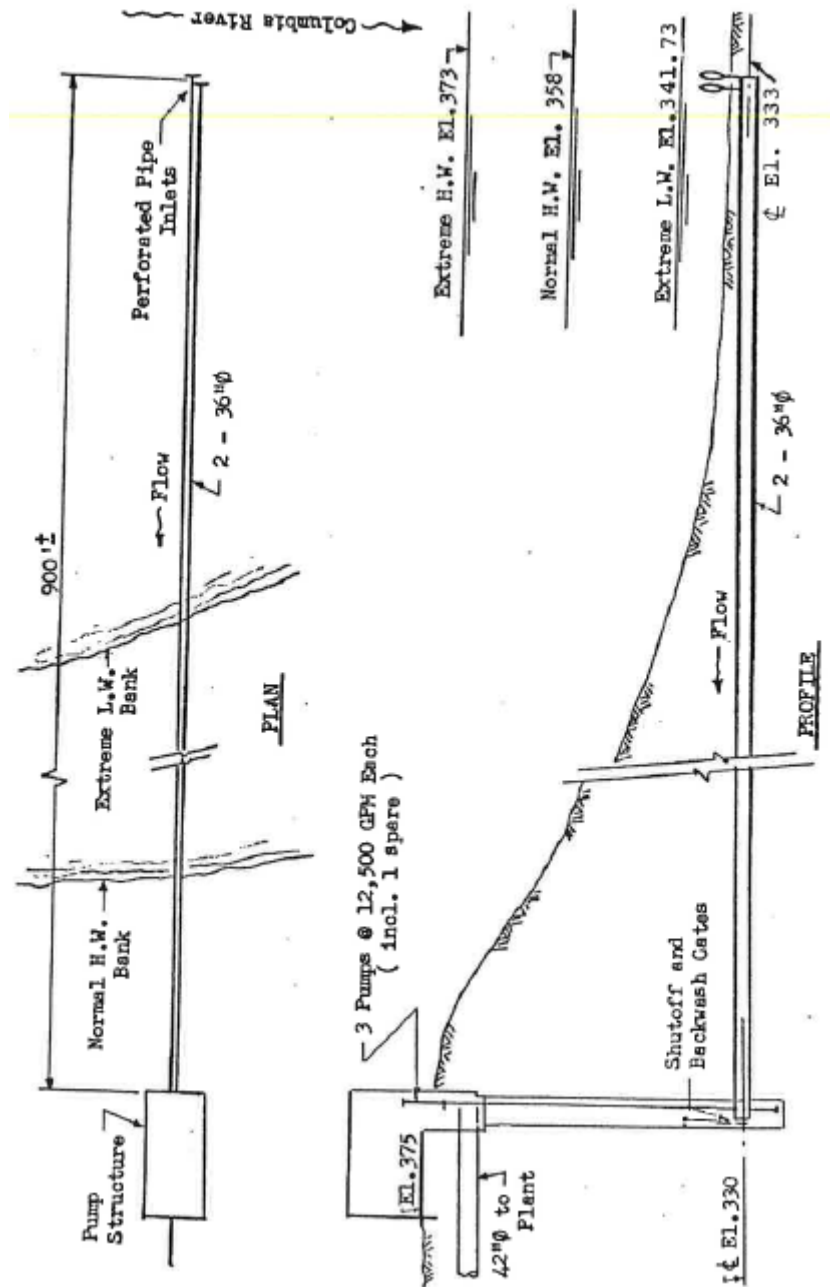 Columbia River
900'±
Perforated Pipe
Inlets
Flow
2 - 36"Ø
Extreme L.W.
Bank
Normal H.W.
Bank
Pump
Structure
PLAN
Extreme H.W. El.373
Normal H.W. El. 358
Extreme L.W. El.341.73
℄ El. 333
3 Pumps @ 12,500 GPM Each
( incl. 1 spare )
El.375
42"Ø to
Plant
Shutoff and
Backwash Gates
Flow
2 - 36"Ø
℄ El.330
PROFILE